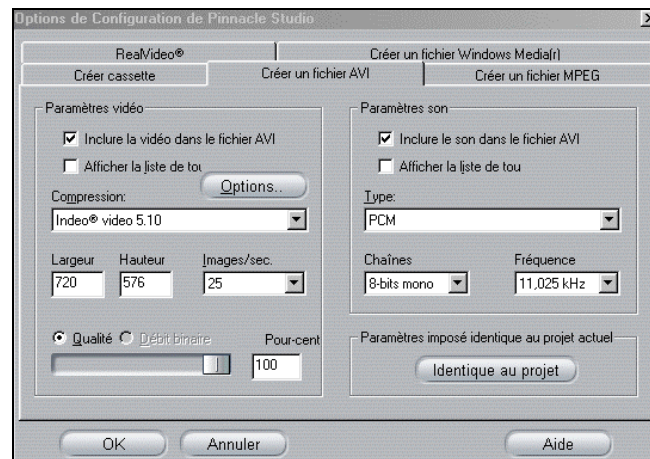 Options de Configuration de Pinnacle Studio
RealVideo®
Créer un fichier Windows Media(r)
Créer cassette
Créer un fichier AVI
Créer un fichier MPEG
Paramètres vidéo
Inclure la vidéo dans le fichier AVI
Afficher la liste de tou
Options..
Compression:
Indeo® video 5.10
Largeur Hauteur Images/sec.
720 576 25
Qualité Débit binaire Pour-cent
100
Paramètres son
Inclure le son dans le fichier AVI
Afficher la liste de tou
Type:
PCM
Chaînes Fréquence
8-bits mono 11,025 kHz
Paramètres imposé identique au projet actuel
Identique au projet
OK Annuler Aide